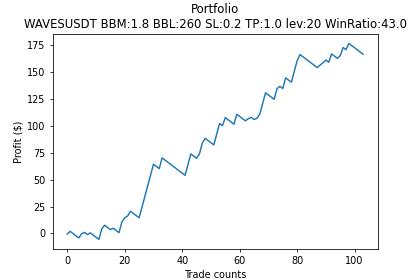 Portfolio
WAVESUSDT BBM:1.8 BBL:260 SL:0.2 TP:1.0 lev:20 WinRatio:43.0
175
150
125
100
75
50
25
0
Profit ($)
0 20 40 60 80 100
Trade counts